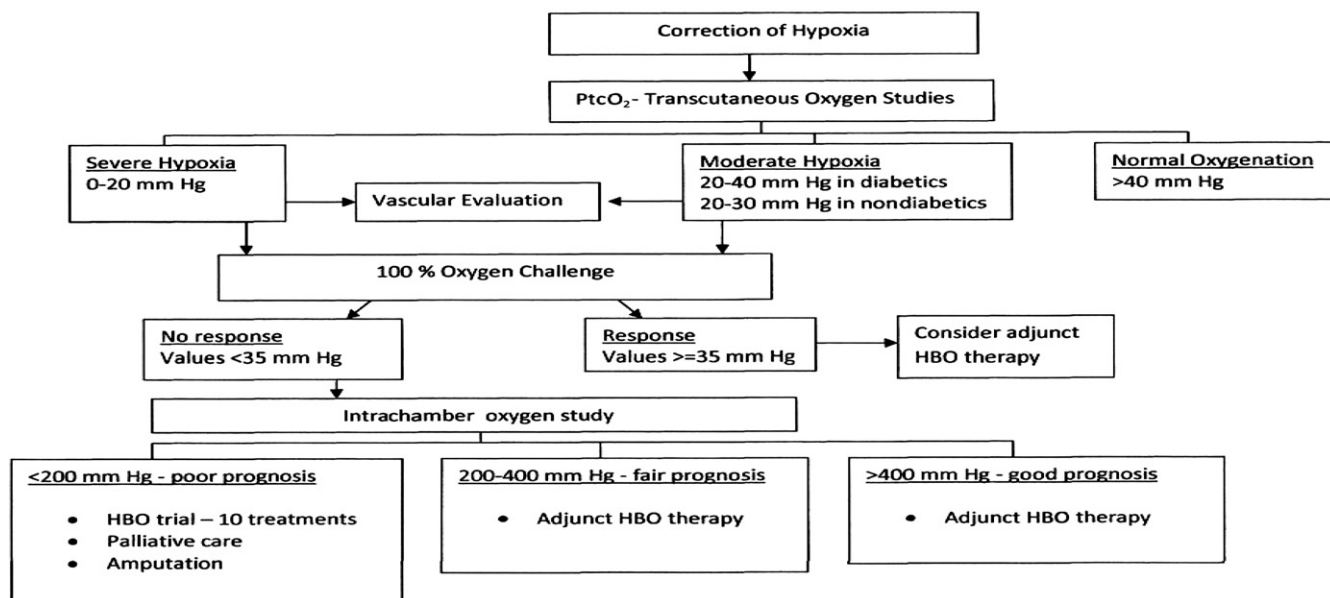 Correction of Hypoxia
PtcO₂- Transcutaneous Oxygen Studies
Severe Hypoxia
0-20 mm Hg
Vascular Evaluation
Moderate Hypoxia
20-40 mm Hg in diabetics
20-30 mm Hg in nondiabetics
Normal Oxygenation
>40 mm Hg
100 % Oxygen Challenge
No response
Values <35 mm Hg
Response
Values >=35 mm Hg
Consider adjunct
HBO therapy
Intrachamber oxygen study
<200 mm Hg - poor prognosis
• HBO trial – 10 treatments
• Palliative care
• Amputation
200-400 mm Hg - fair prognosis
• Adjunct HBO therapy
>400 mm Hg - good prognosis
• Adjunct HBO therapy